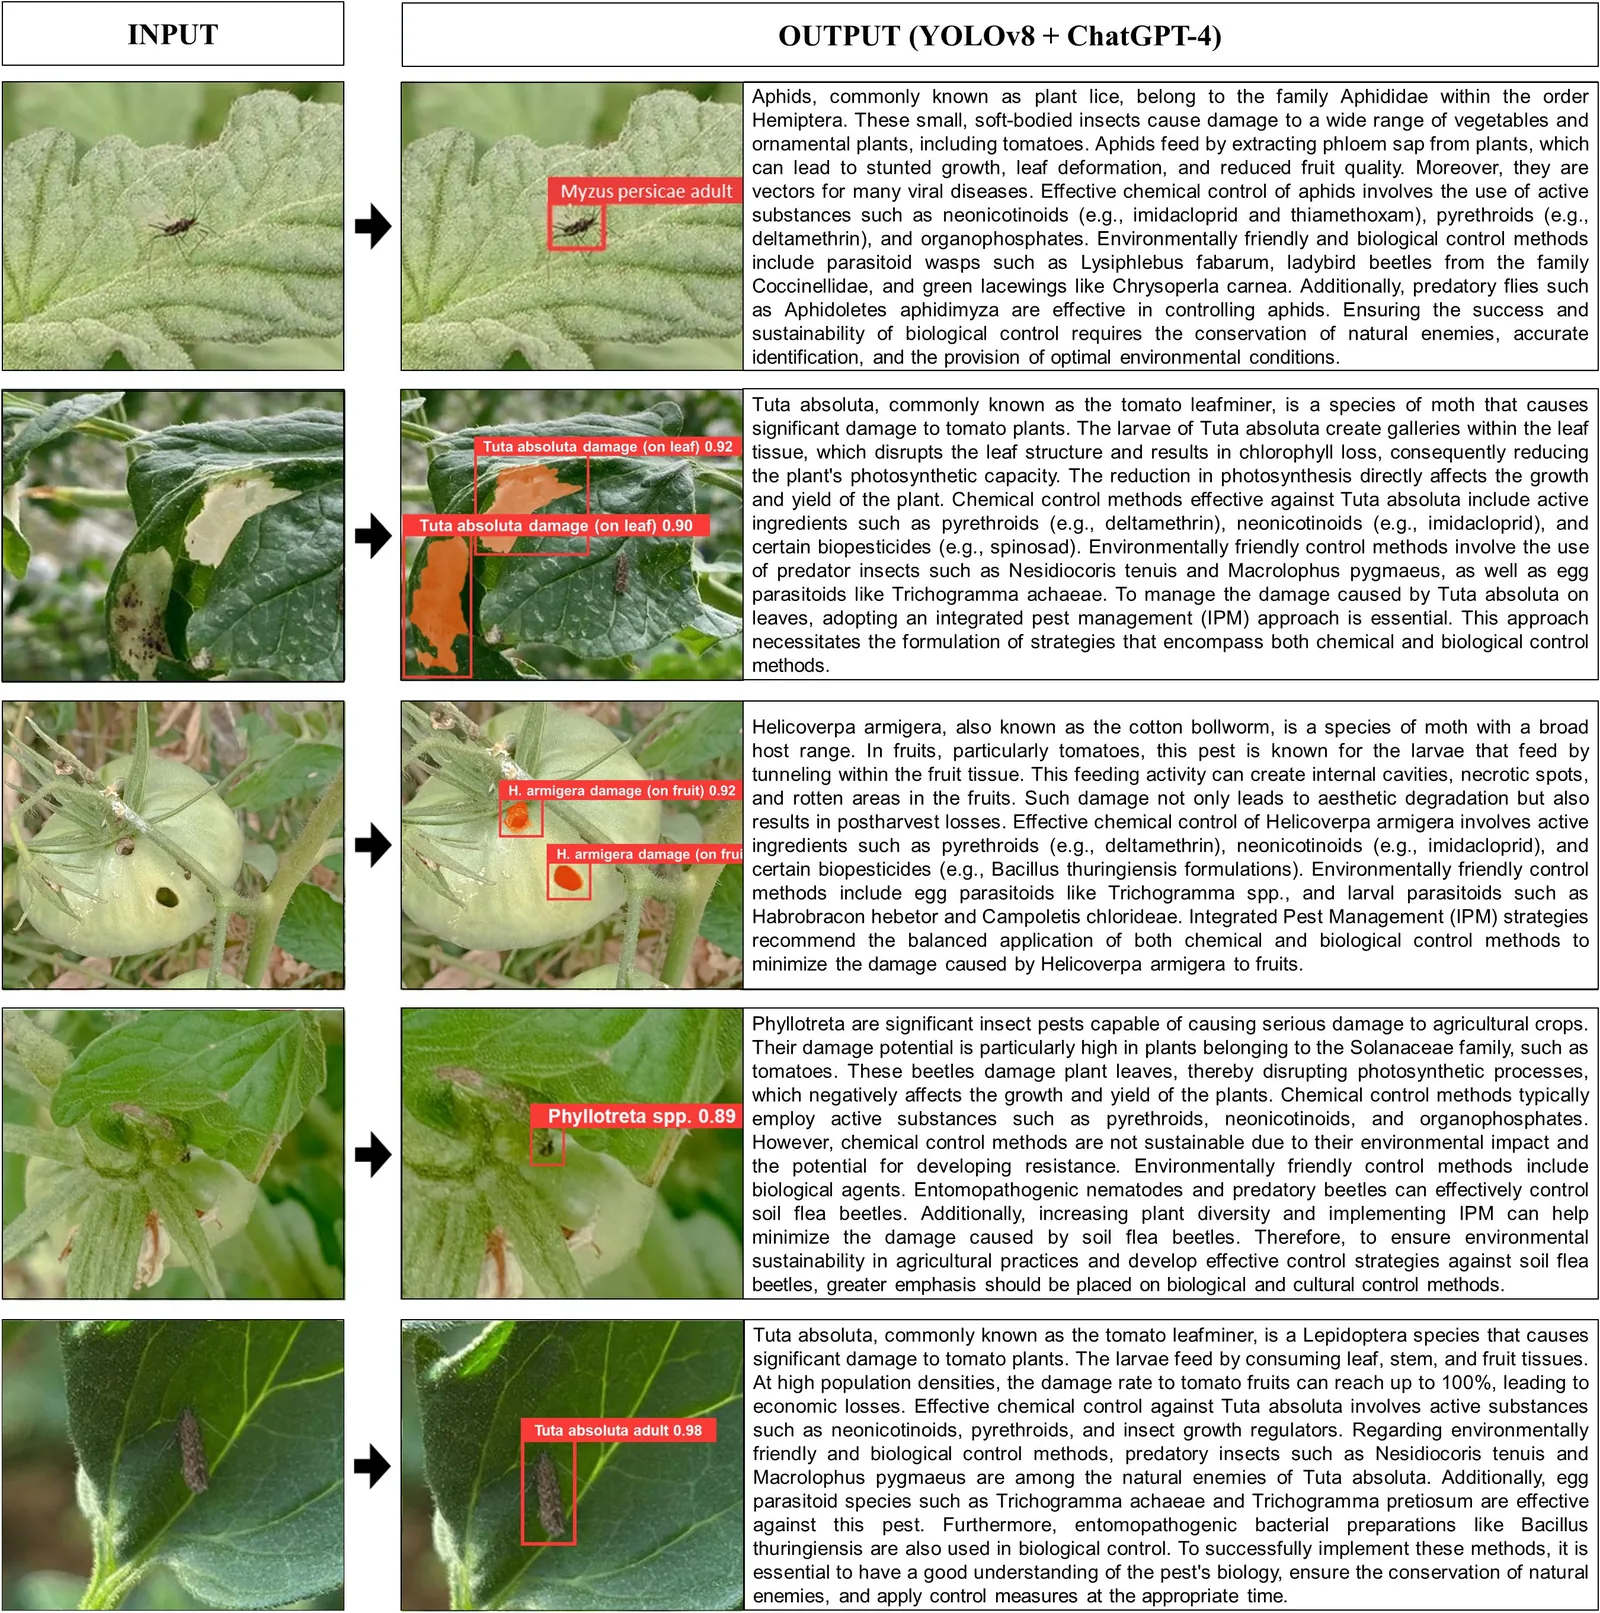 INPUT
OUTPUT (YOLOv8 + ChatGPT-4)
Myzus persicae adult
Aphids, commonly known as plant lice, belong to the family Aphididae within the order
Hemiptera. These small, soft-bodied insects cause damage to a wide range of vegetables and
ornamental plants, including tomatoes. Aphids feed by extracting phloem sap from plants, which
can lead to stunted growth, leaf deformation, and reduced fruit quality. Moreover, they are
vectors for many viral diseases. Effective chemical control of aphids involves the use of active
substances such as neonicotinoids (e.g., imidacloprid and thiamethoxam), pyrethroids (e.g.,
deltamethrin), and organophosphates. Environmentally friendly and biological control methods
include parasitoid wasps such as Lysiphlebus fabarum, ladybird beetles from the family
Coccinellidae, and green lacewings like Chrysoperla carnea. Additionally, predatory flies such
as Aphidoletes aphidimyza are effective in controlling aphids. Ensuring the success and
sustainability of biological control requires the conservation of natural enemies, accurate
identification, and the provision of optimal environmental conditions.
Tuta absoluta damage (on leaf) 0.92
Tuta absoluta damage (on leaf) 0.90
Tuta absoluta, commonly known as the tomato leafminer, is a species of moth that causes
significant damage to tomato plants. The larvae of Tuta absoluta create galleries within the leaf
tissue, which disrupts the leaf structure and results in chlorophyll loss, consequently reducing
the plant's photosynthetic capacity. The reduction in photosynthesis directly affects the growth
and yield of the plant. Chemical control methods effective against Tuta absoluta include active
ingredients such as pyrethroids (e.g., deltamethrin), neonicotinoids (e.g., imidacloprid), and
certain biopesticides (e.g., spinosad). Environmentally friendly control methods involve the use
of predator insects such as Nesidiocoris tenuis and Macrolophus pygmaeus, as well as egg
parasitoids like Trichogramma achaeae. To manage the damage caused by Tuta absoluta on
leaves, adopting an integrated pest management (IPM) approach is essential. This approach
necessitates the formulation of strategies that encompass both chemical and biological control
methods.
H. armigera damage (on fruit) 0.92
H. armigera damage (on frui
Helicoverpa armigera, also known as the cotton bollworm, is a species of moth with a broad
host range. In fruits, particularly tomatoes, this pest is known for the larvae that feed by
tunneling within the fruit tissue. This feeding activity can create internal cavities, necrotic spots,
and rotten areas in the fruits. Such damage not only leads to aesthetic degradation but also
results in postharvest losses. Effective chemical control of Helicoverpa armigera involves active
ingredients such as pyrethroids (e.g., deltamethrin), neonicotinoids (e.g., imidacloprid), and
certain biopesticides (e.g., Bacillus thuringiensis formulations). Environmentally friendly control
methods include egg parasitoids like Trichogramma spp., and larval parasitoids such as
Habrobracon hebetor and Campoletis chlorideae. Integrated Pest Management (IPM) strategies
recommend the balanced application of both chemical and biological control methods to
minimize the damage caused by Helicoverpa armigera to fruits.
Phyllotreta spp. 0.89
Phyllotreta are significant insect pests capable of causing serious damage to agricultural crops.
Their damage potential is particularly high in plants belonging to the Solanaceae family, such as
tomatoes. These beetles damage plant leaves, thereby disrupting photosynthetic processes,
which negatively affects the growth and yield of the plants. Chemical control methods typically
employ active substances such as pyrethroids, neonicotinoids, and organophosphates.
However, chemical control methods are not sustainable due to their environmental impact and
the potential for developing resistance. Environmentally friendly control methods include
biological agents. Entomopathogenic nematodes and predatory beetles can effectively control
soil flea beetles. Additionally, increasing plant diversity and implementing IPM can help
minimize the damage caused by soil flea beetles. Therefore, to ensure environmental
sustainability in agricultural practices and develop effective control strategies against soil flea
beetles, greater emphasis should be placed on biological and cultural control methods.
Tuta absoluta adult 0.98
Tuta absoluta, commonly known as the tomato leafminer, is a Lepidoptera species that causes
significant damage to tomato plants. The larvae feed by consuming leaf, stem, and fruit tissues.
At high population densities, the damage rate to tomato fruits can reach up to 100%, leading to
economic losses. Effective chemical control against Tuta absoluta involves active substances
such as neonicotinoids, pyrethroids, and insect growth regulators. Regarding environmentally
friendly and biological control methods, predatory insects such as Nesidiocoris tenuis and
Macrolophus pygmaeus are among the natural enemies of Tuta absoluta. Additionally, egg
parasitoid species such as Trichogramma achaeae and Trichogramma pretiosum are effective
against this pest. Furthermore, entomopathogenic bacterial preparations like Bacillus
thuringiensis are also used in biological control. To successfully implement these methods, it is
essential to have a good understanding of the pest's biology, ensure the conservation of natural
enemies, and apply control measures at the appropriate time.